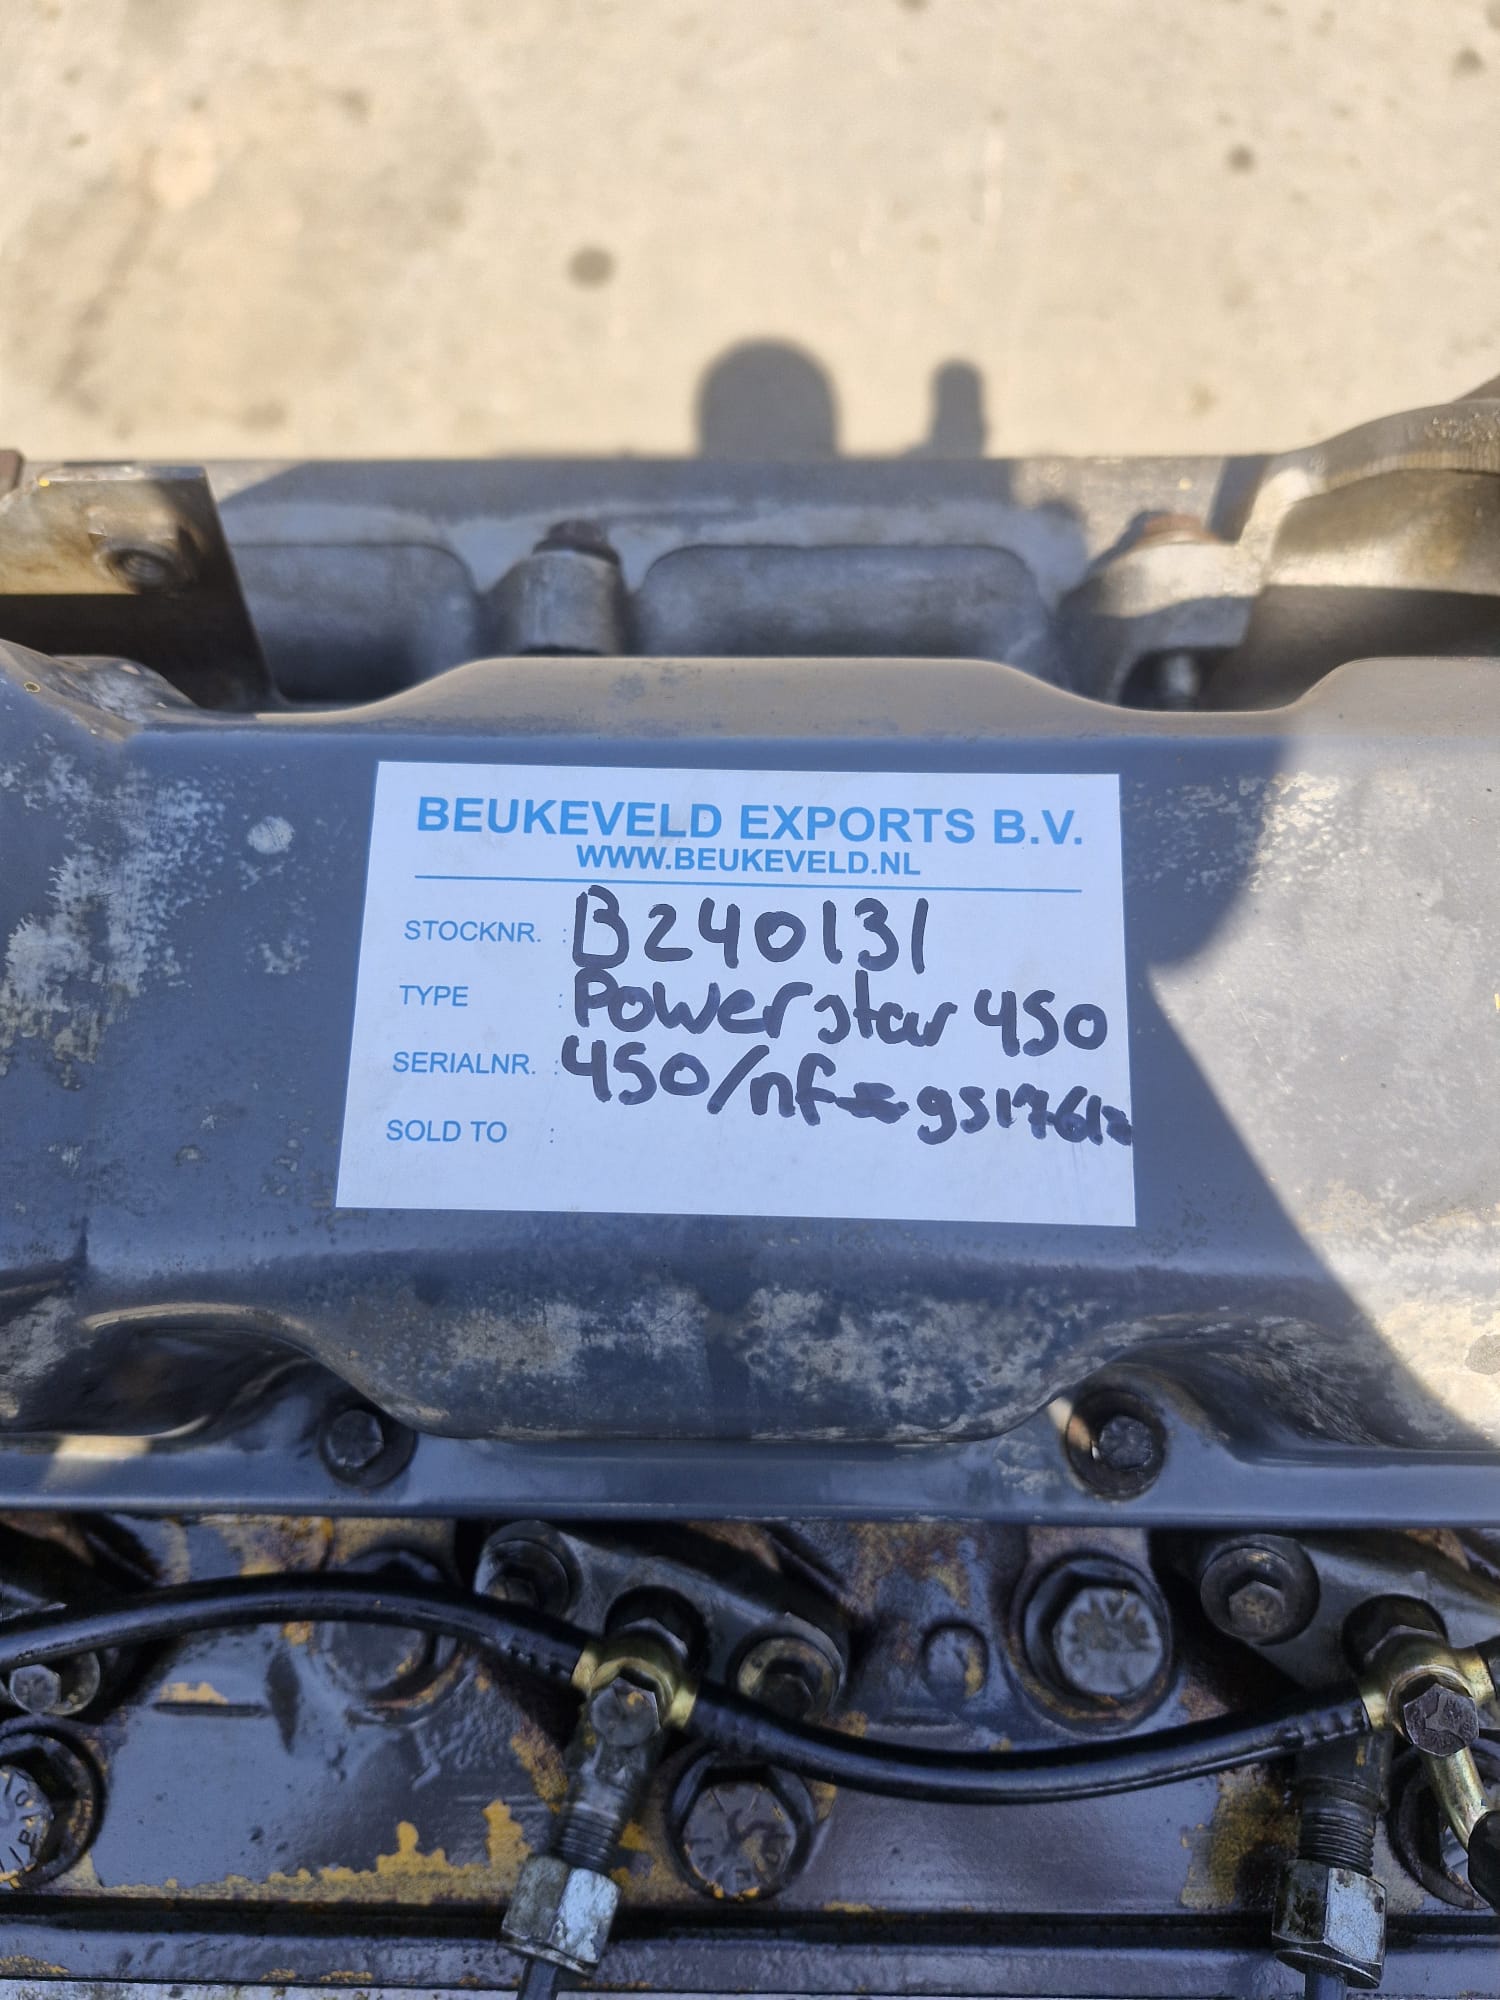 BEUKEVELD EXPORTS B.V.
WWW.BEUKEVELD.NL
STOCKNR. : B240131
TYPE : Powerstar 450
SERIALNR. : 450/nf
SOLD TO :